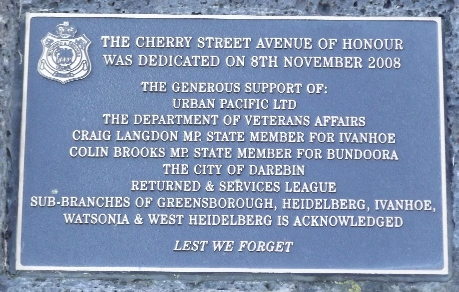 THE CHERRY STREET AVENUE OF HONOUR
WAS DEDICATED ON 8TH NOVEMBER 2008
THE GENEROUS SUPPORT OF:
URBAN PACIFIC LTD
THE DEPARTMENT OF VETERANS AFFAIRS
CRAIG LANGDON MP. STATE MEMBER FOR IVANHOE
COLIN BROOKS MP. STATE MEMBER FOR BUNDOORA
THE CITY OF DAREBIN
RETURNED & SERVICES LEAGUE
SUB-BRANCHES OF GREENSBOROUGH, HEIDELBERG, IVANHOE,
WATSONIA & WEST HEIDELBERG IS ACKNOWLEDGED
LEST WE FORGET